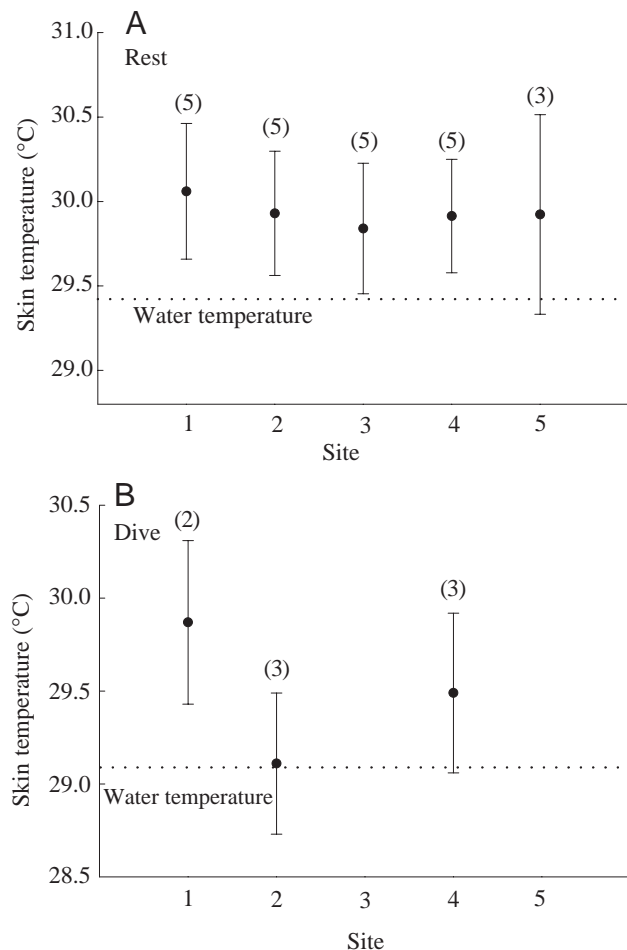 A
Rest
31.0
30.5
30.0
29.5
29.0
Skin temperature (°C)
(5)
(5)
(5)
(5)
(3)
Water temperature
1 2 3 4 5
Site
B
Dive
30.5
30.0
29.5
29.0
28.5
Skin temperature (°C)
(2)
(3)
(3)
Water temperature
1 2 3 4 5
Site